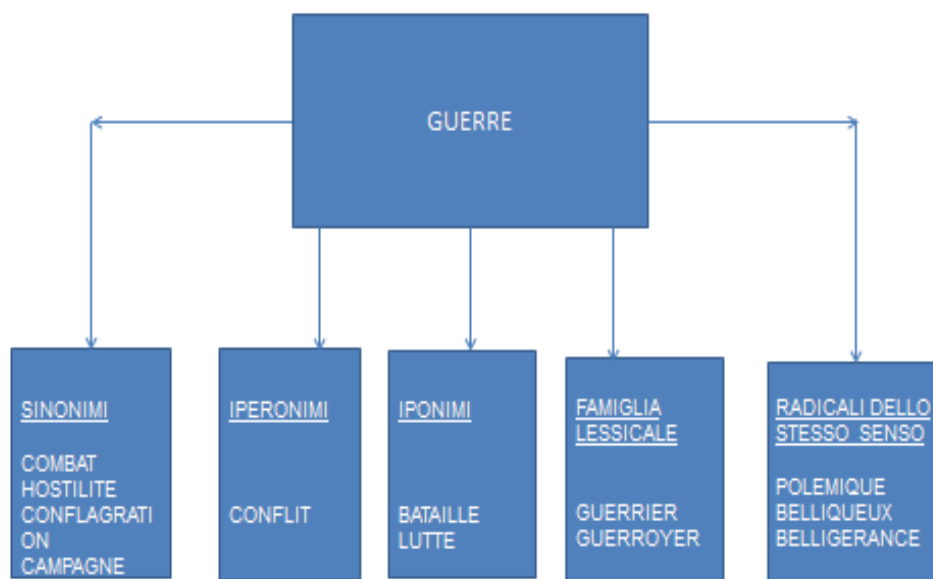 GUERRE
SINONIMI
COMBAT
HOSTILITE
CONFLAGRATI
ON
CAMPAGNE
IPERONIMI
CONFLIT
IPONIMI
BATAILLE
LUTTE
FAMIGLIA
LESSICALE
GUERRIER
GUERROYER
RADICALI DELLO
STESSO SENSO
POLEMIQUE
BELLIQUEUX
BELLIGERANCE